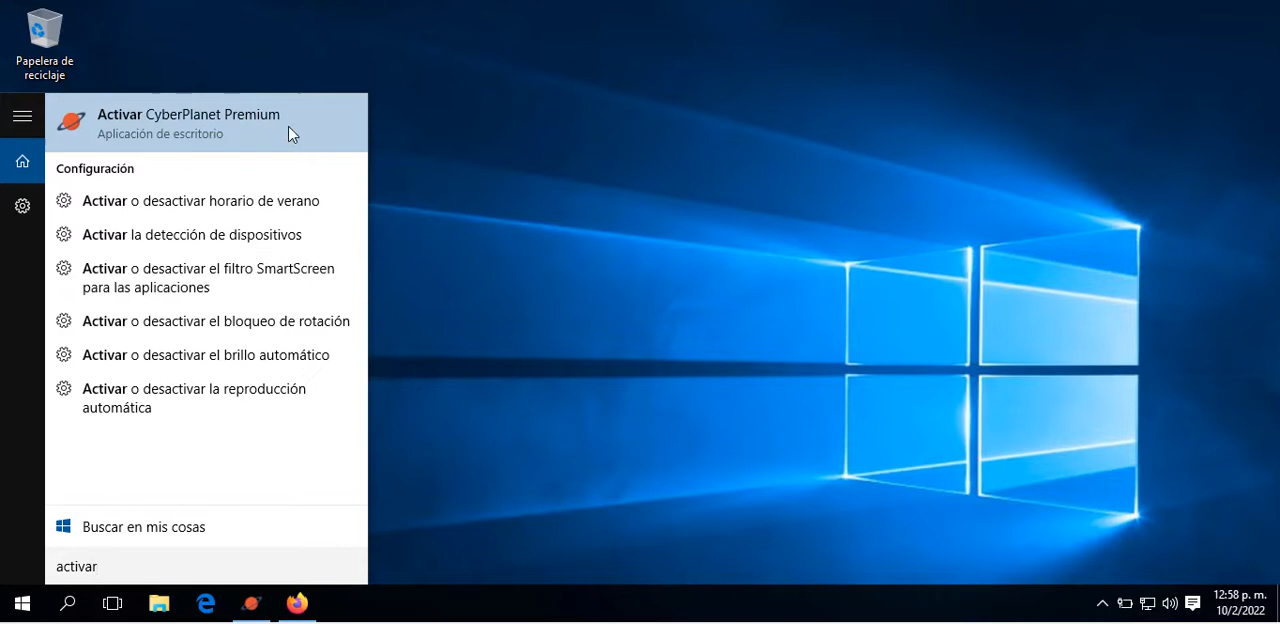 Papelera de
reciclaje
Activar CyberPlanet Premium
Aplicación de escritorio
Configuración
Activar o desactivar horario de verano
Activar la detección de dispositivos
Activar o desactivar el filtro SmartScreen
para las aplicaciones
Activar o desactivar el bloqueo de rotación
Activar o desactivar el brillo automático
Activar o desactivar la reproducción
automática
Buscar en mis cosas
activar
12:58 p. m.
10/2/2022